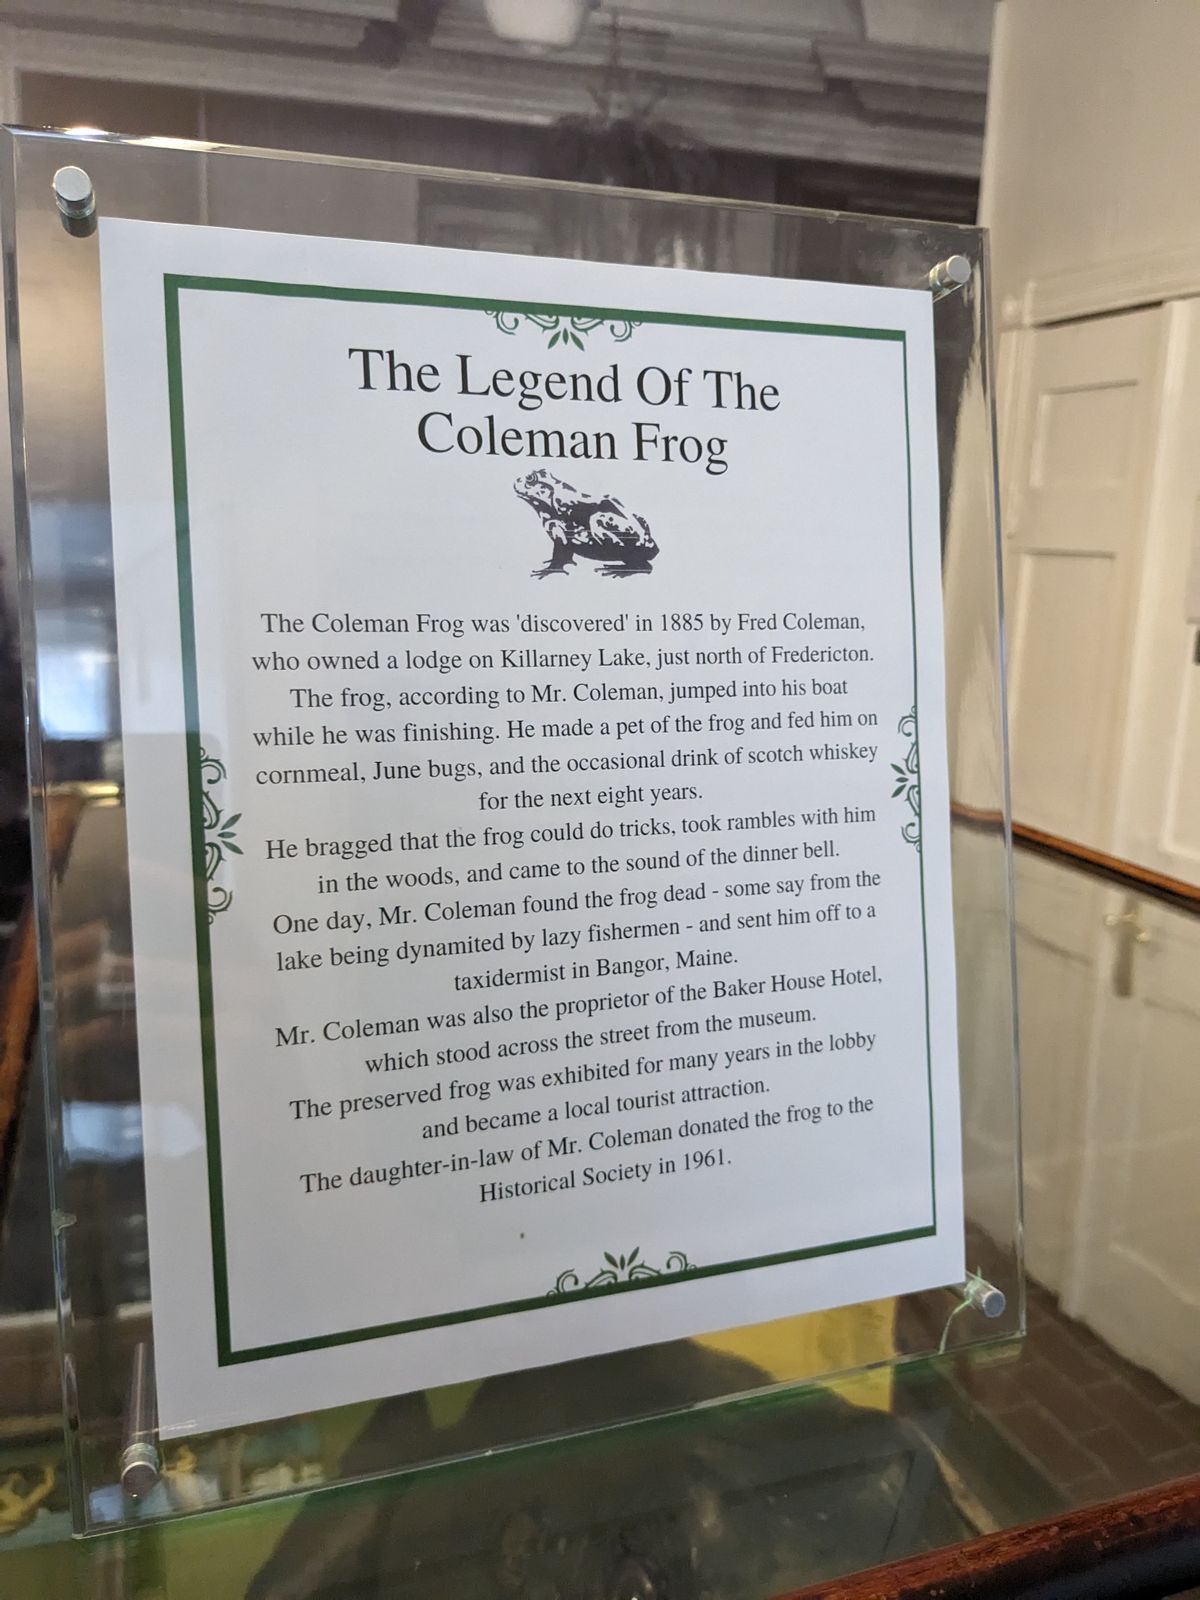 The Legend Of The
Coleman Frog
The Coleman Frog was 'discovered' in 1885 by Fred Coleman,
who owned a lodge on Killarney Lake, just north of Fredericton.
The frog, according to Mr. Coleman, jumped into his boat
while he was finishing. He made a pet of the frog and fed him on
cornmeal, June bugs, and the occasional drink of scotch whiskey
for the next eight years.
He bragged that the frog could do tricks, took rambles with him
in the woods, and came to the sound of the dinner bell.
One day, Mr. Coleman found the frog dead - some say from the
lake being dynamited by lazy fishermen - and sent him off to a
taxidermist in Bangor, Maine.
Mr. Coleman was also the proprietor of the Baker House Hotel,
which stood across the street from the museum.
The preserved frog was exhibited for many years in the lobby
and became a local tourist attraction.
The daughter-in-law of Mr. Coleman donated the frog to the
Historical Society in 1961.